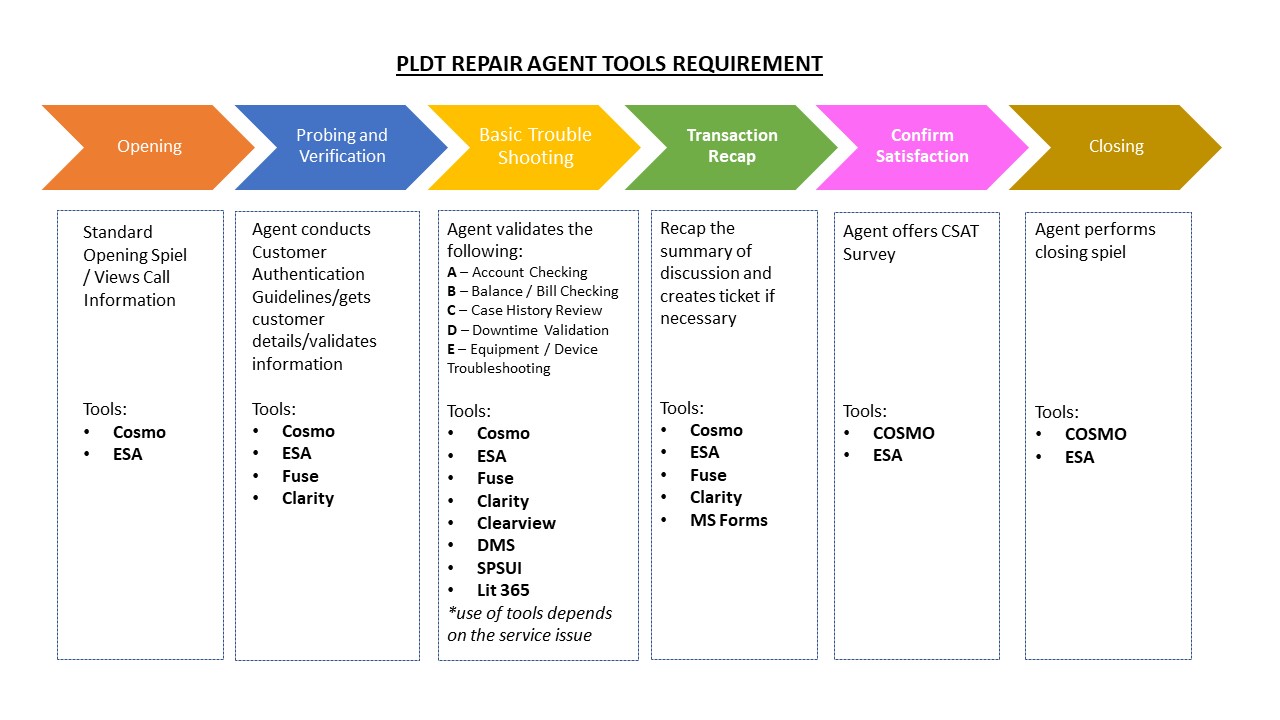 PLDT REPAIR AGENT TOOLS REQUIREMENT
Opening
Probing and
Verification
Basic Trouble
Shooting
Transaction
Recap
Confirm
Satisfaction
Closing
Standard
Opening Spiel
/ Views Call
Information
Tools:
• Cosmo
• ESA
Agent conducts
Customer
Authentication
Guidelines/gets
customer
details/validates
information
Tools:
• Cosmo
• ESA
• Fuse
• Clarity
Agent validates the
following:
A – Account Checking
B – Balance / Bill Checking
C – Case History Review
D – Downtime Validation
E – Equipment / Device
Troubleshooting
Tools:
• Cosmo
• ESA
• Fuse
• Clarity
• Clearview
• DMS
• SPSUI
• Lit 365
*use of tools depends
on the service issue
Recap the
summary of
discussion and
creates ticket if
necessary
Tools:
• Cosmo
• ESA
• Fuse
• Clarity
• MS Forms
Agent offers CSAT
Survey
Tools:
• COSMO
• ESA
Agent performs
closing spiel
Tools:
• COSMO
• ESA